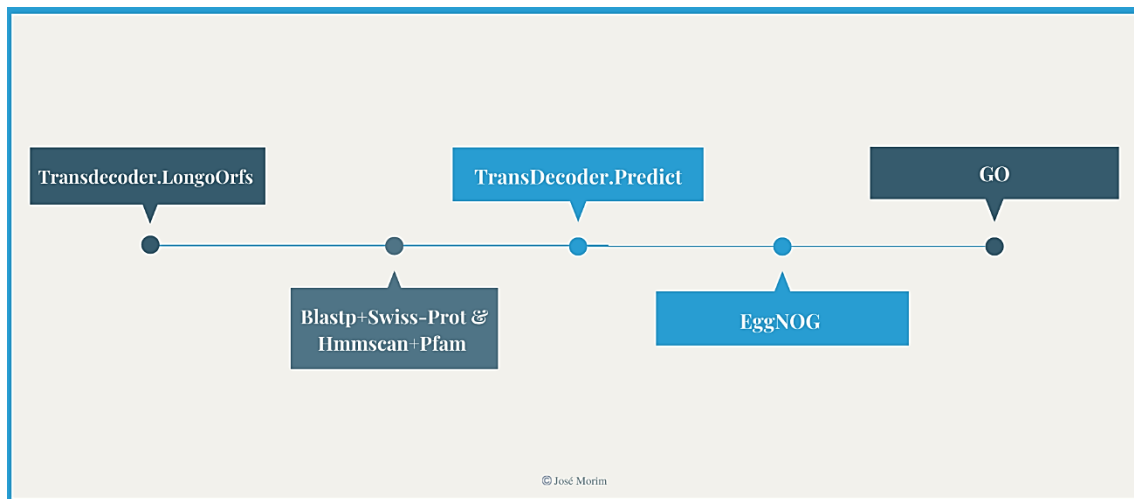 Transdecoder.LongoOrfs
Blastp+Swiss-Prot &
Hmmscan+Pfam
TransDecoder.Predict
EggNOG
GO
© José Morim